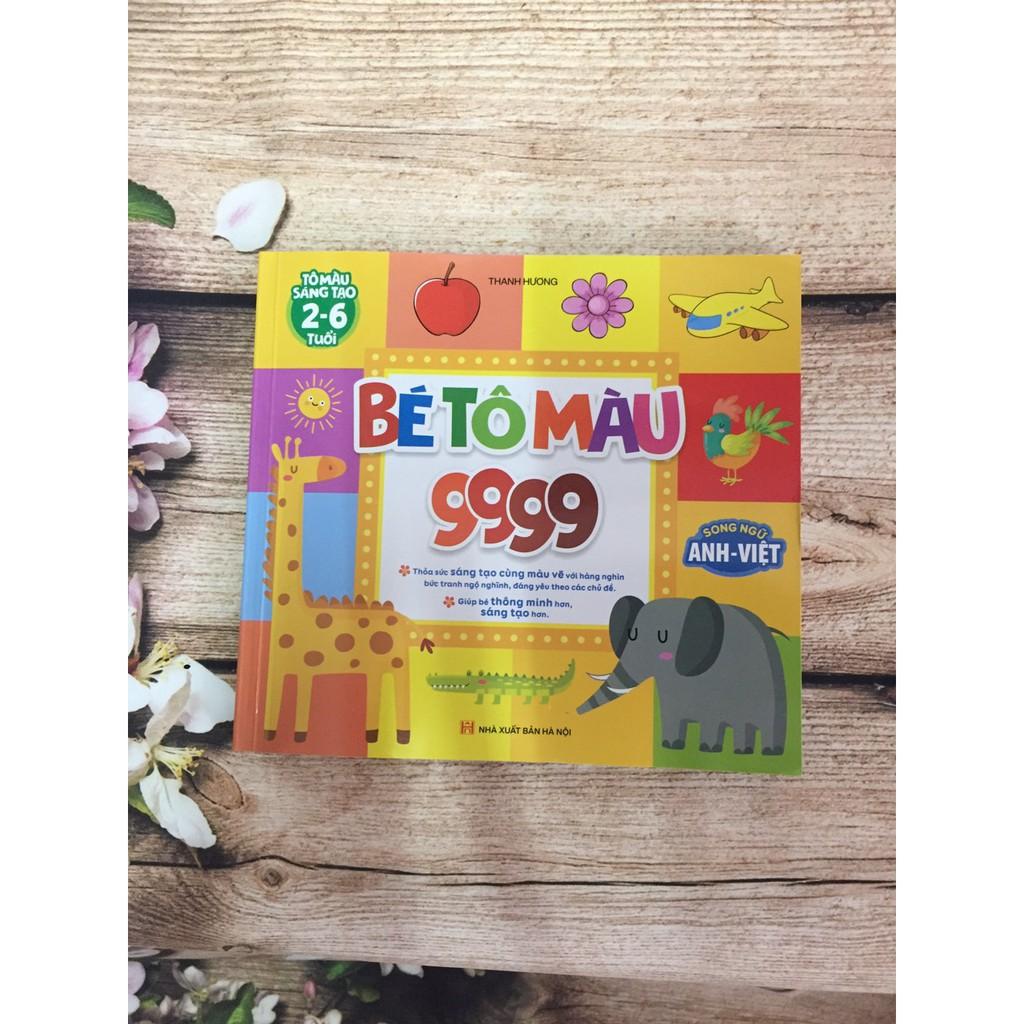 TÔ MÀU
SÁNG TẠO
2-6
TUỔI
THANH HƯƠNG
BÉ TÔ MÀU
9999
SONG NGỮ
ANH-VIỆT
Thỏa sức sáng tạo cùng màu vẽ với hàng nghìn
bức tranh ngộ nghĩnh, đáng yêu theo các chủ đề.
Giúp bé thông minh hơn,
sáng tạo hơn.
NHÀ XUẤT BẢN HÀ NỘI